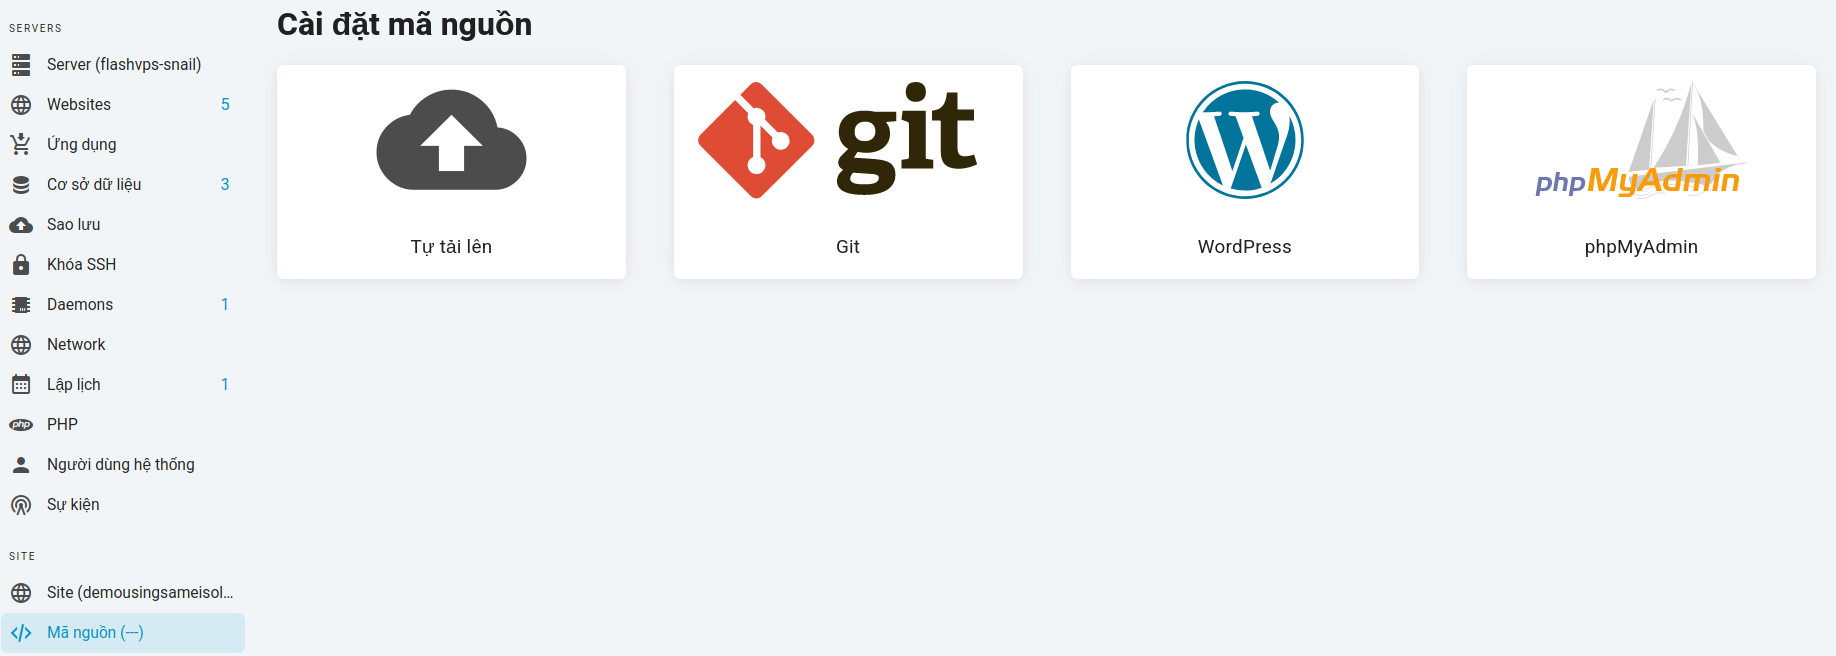 SERVERS
Server (flashvps-snail)
Websites 5
Ứng dụng
Cơ sở dữ liệu 3
Sao lưu
Khóa SSH
Daemons 1
Network
Lập lịch 1
php PHP
Người dùng hệ thống
Sự kiện
SITE
Site (demousingsameisol...
Mã nguồn (---)
Cài đặt mã nguồn
Tự tải lên
git
Git
W
WordPress
phpMyAdmin
phpMyAdmin